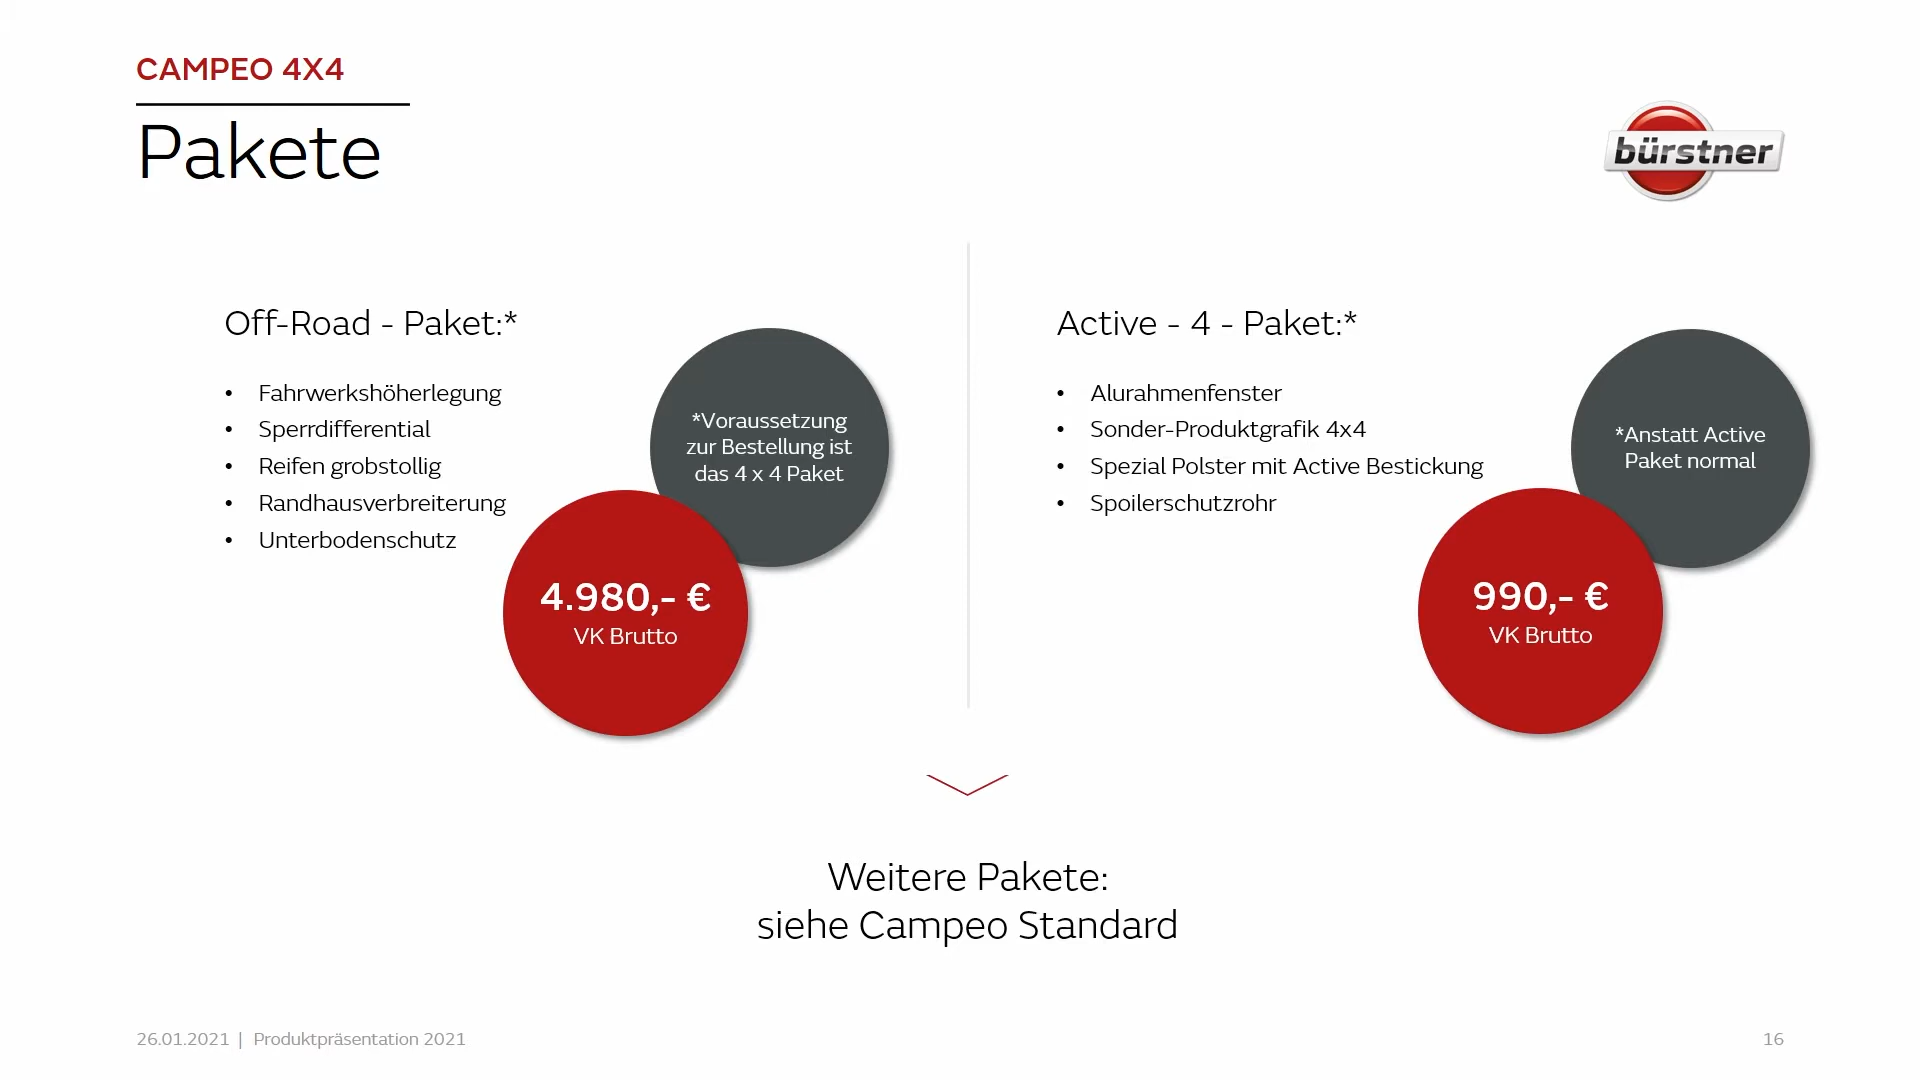 CAMPEO 4X4
Pakete
bürstner
Off-Road - Paket:*
• Fahrwerkshöherlegung
• Sperrdifferential
• Reifen grobstollig
• Randhausverbreiterung
• Unterbodenschutz
*Voraussetzung
zur Bestellung ist
das 4 x 4 Paket
4.980,- €
VK Brutto
Active - 4 - Paket:*
• Alurahmenfenster
• Sonder-Produktgrafik 4x4
• Spezial Polster mit Active Bestickung
• Spoilerschutzrohr
*Anstatt Active
Paket normal
990,- €
VK Brutto
Weitere Pakete:
siehe Campeo Standard
26.01.2021 | Produktpräsentation 2021
16